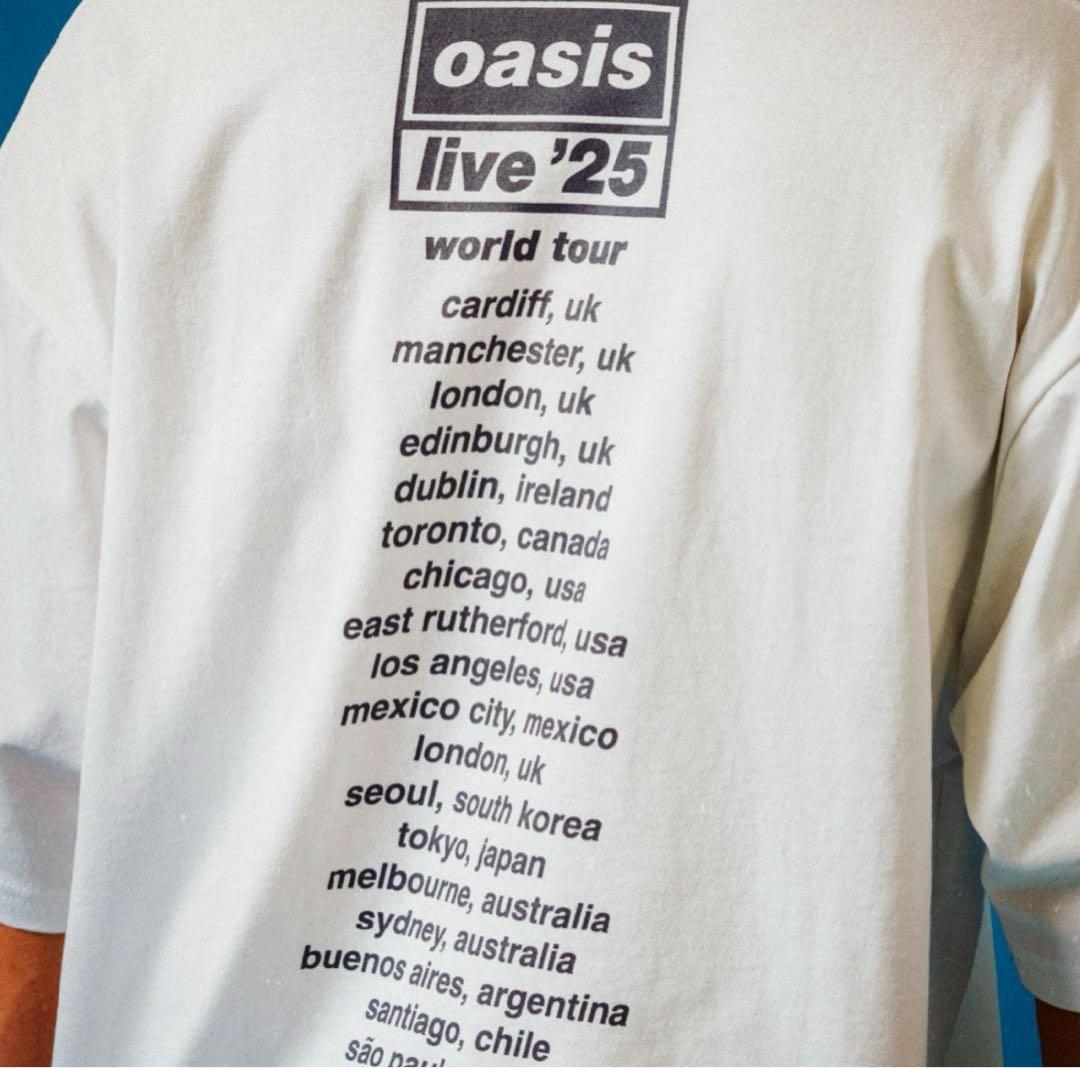 oasis
live '25
world tour
cardiff, uk
manchester, uk
london, uk
edinburgh, uk
dublin, ireland
toronto, canada
chicago, usa
east rutherford, usa
los angeles, usa
mexico city, mexico
london, uk
seoul, south korea
tokyo, japan
melbourne, australia
sydney, australia
buenos aires, argentina
santiago, chile
são